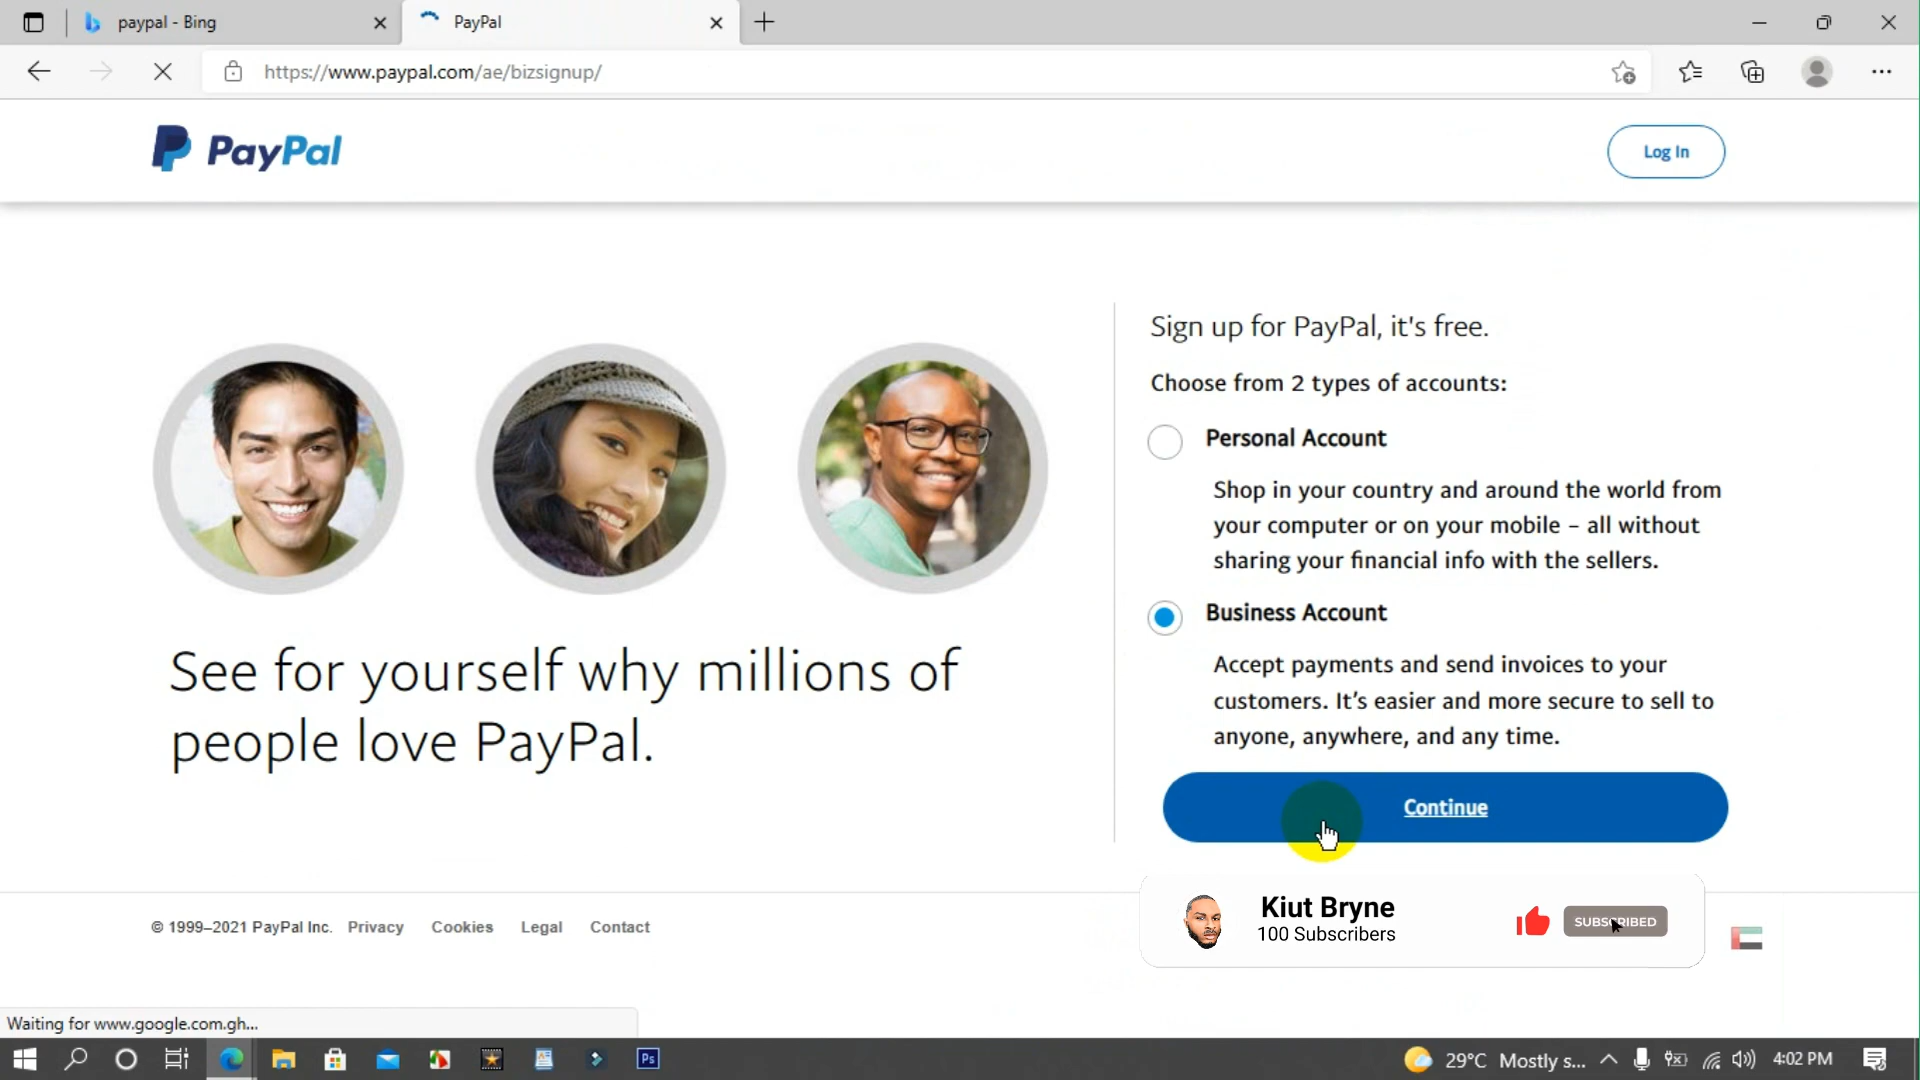 paypal - Bing
PayPal
https://www.paypal.com/ae/bizsignup/
PayPal
Log In
Sign up for PayPal, it's free.
Choose from 2 types of accounts:
Personal Account
Shop in your country and around the world from
your computer or on your mobile – all without
sharing your financial info with the sellers.
Business Account
Accept payments and send invoices to your
customers. It's easier and more secure to sell to
anyone, anywhere, and any time.
Continue
See for yourself why millions of
people love PayPal.
© 1999–2021 PayPal Inc. Privacy Cookies Legal Contact
Kiut Bryne
100 Subscribers
SUBSCRIBED
Waiting for www.google.com.gh...
Ps
29°C Mostly s... 4:02 PM